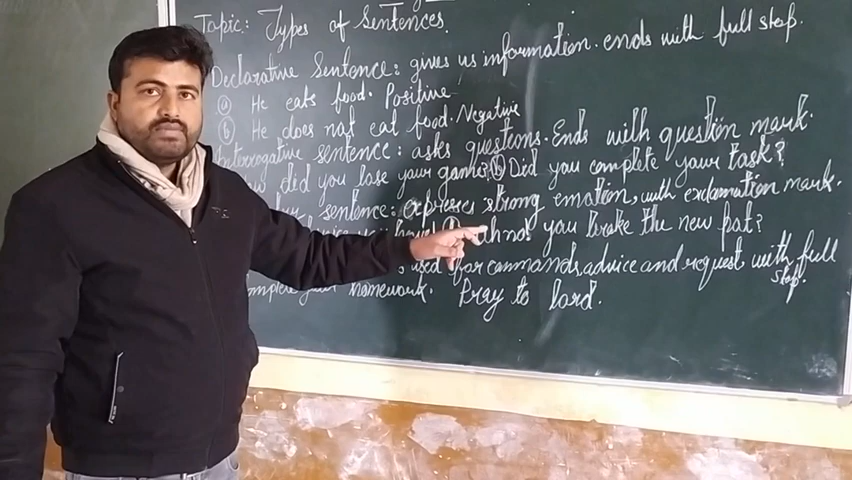 Topic: Types of Sentences.
Declarative Sentence: gives us information. ends with full stop.
(a) He eats food. Positive
(b) He does not eat food. Negative
Interrogative sentence: asks questions. Ends with question mark.
did you lose your game? (b) Did you complete your task?
sentence: expresses strong emotion, with exclamation mark.
you broke the new pot?
used for commands, advice and request with full stop.
complete your homework. Pray to lord.